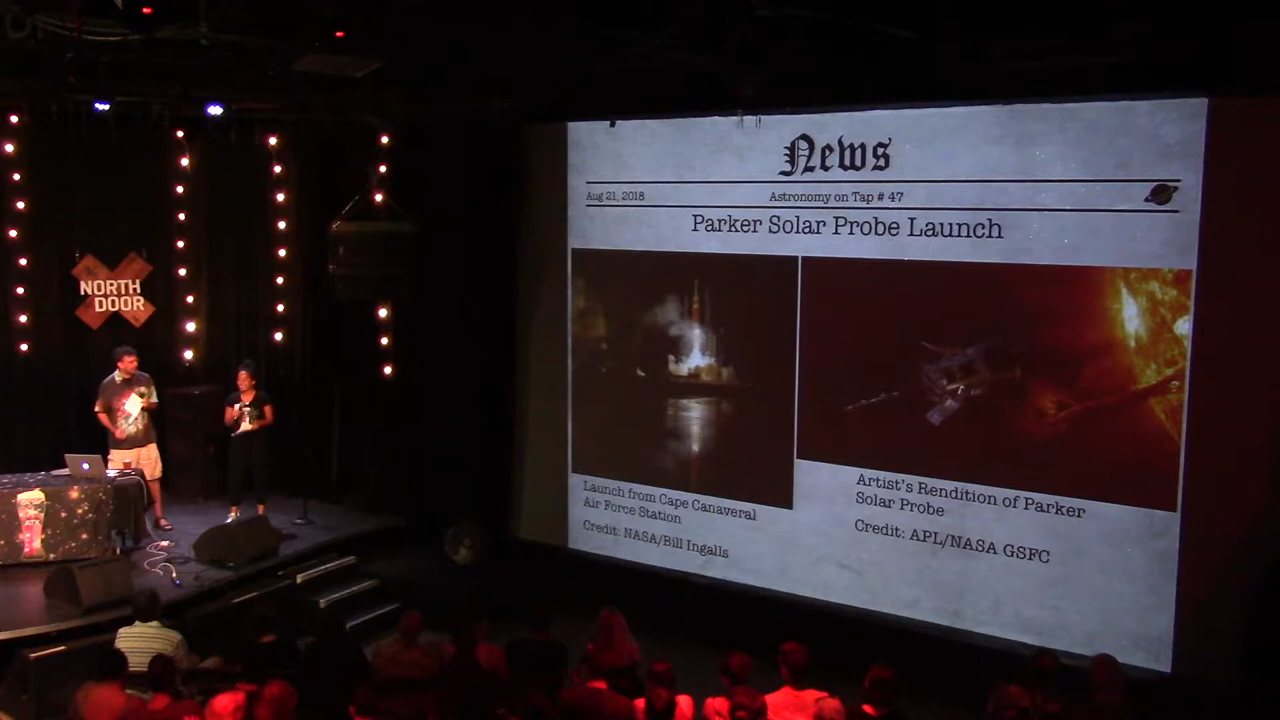 NORTH
DOOR
ATX
News
Aug 21, 2018
Astronomy on Tap # 47
Parker Solar Probe Launch
Launch from Cape Canaveral
Air Force Station
Credit: NASA/Bill Ingalls
Artist's Rendition of Parker
Solar Probe
Credit: APL/NASA GSFC